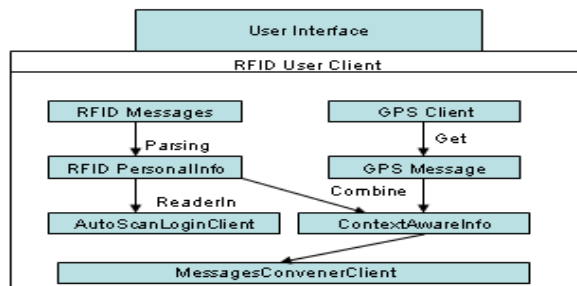 User Interface
RFID User Client
RFID Messages
GPS Client
Parsing
Get
RFID PersonalInfo
GPS Message
ReaderIn
Combine
AutoScanLoginClient
ContextAwareInfo
MessagesConvenerClient